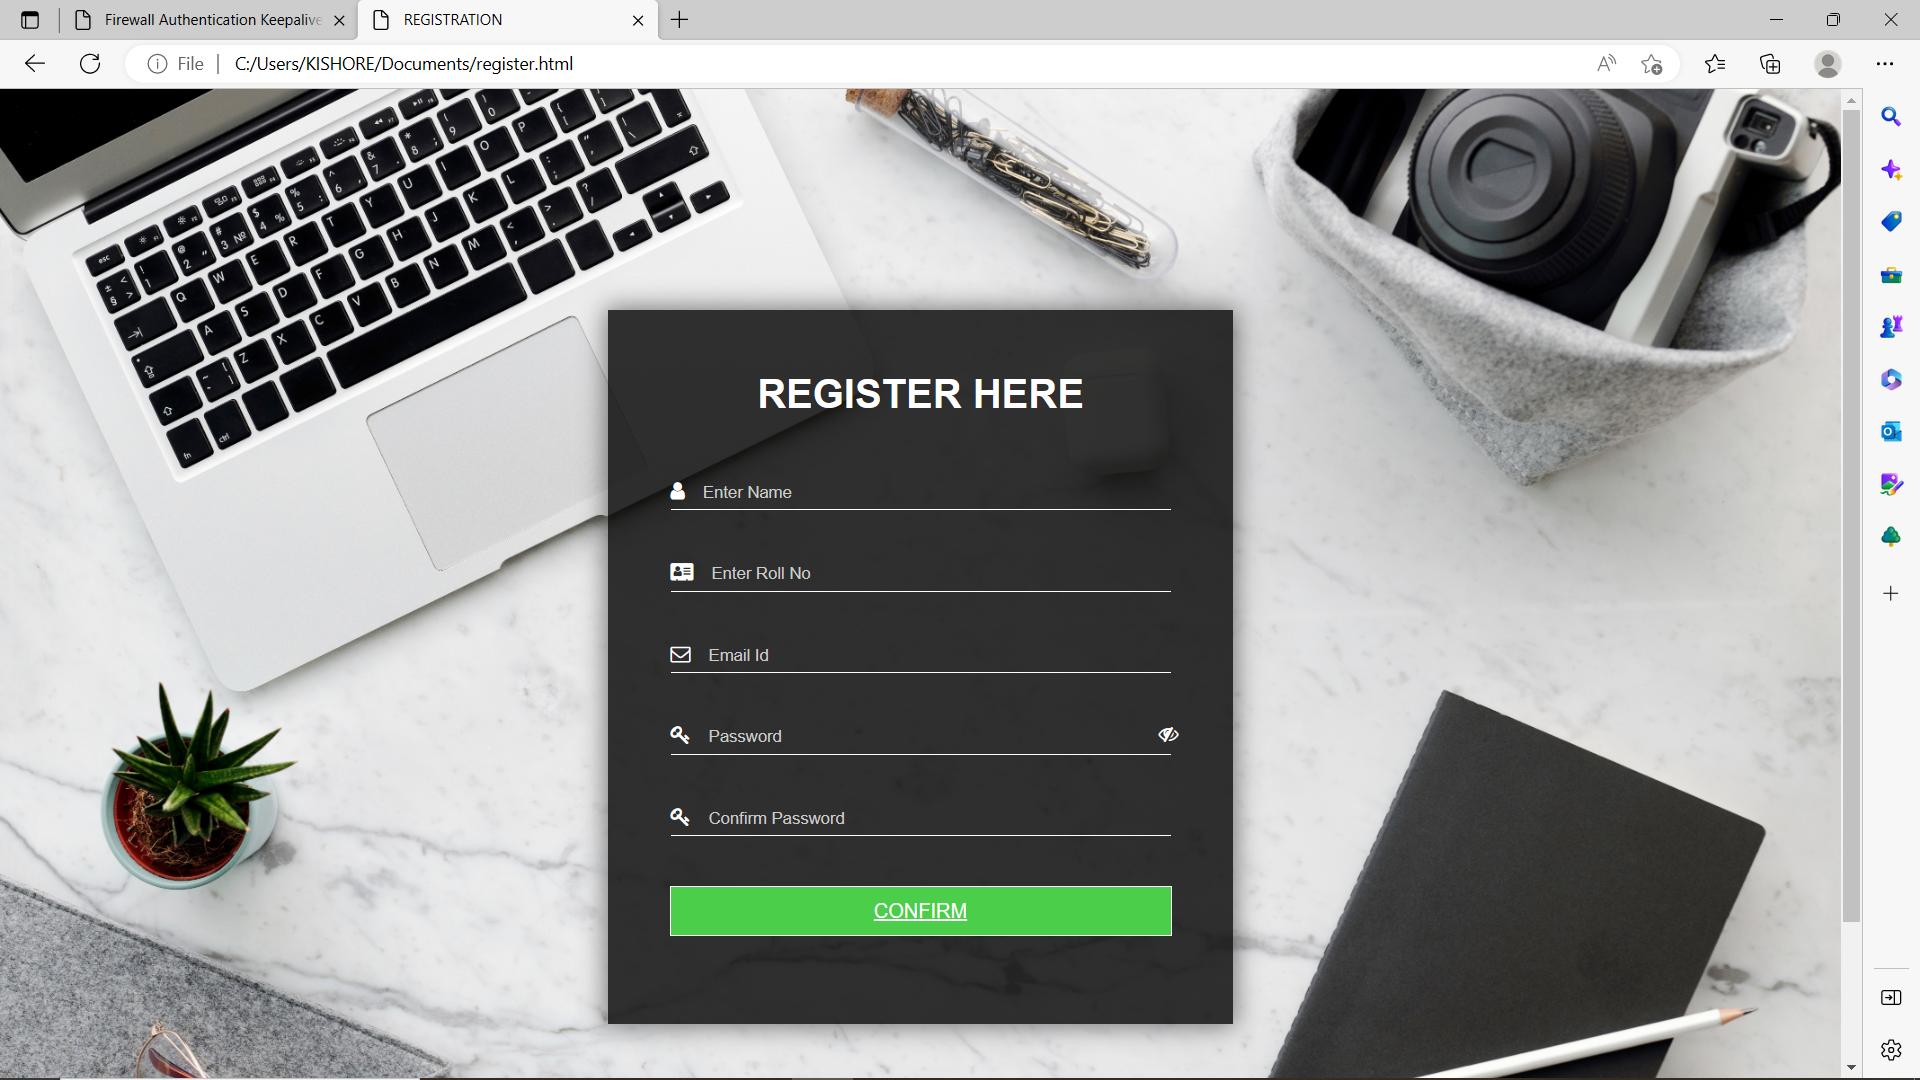 Firewall Authentication Keepalive
REGISTRATION
File
C:/Users/KISHORE/Documents/register.html
REGISTER HERE
Enter Name
Enter Roll No
Email Id
Password
Confirm Password
CONFIRM